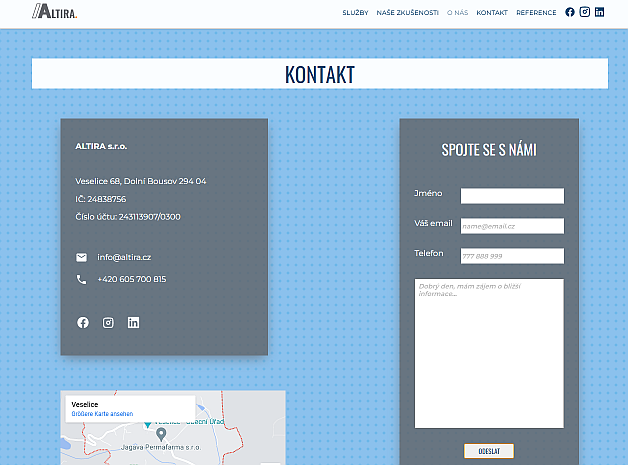 ALTIRA.
SLUŽBY NAŠE ZKUŠENOSTI O NÁS KONTAKT REFERENCE
KONTAKT
ALTIRA s.r.o.
Veselice 68, Dolní Bousov 294 04
IČ: 24838756
Číslo účtu: 243113907/0300
info@altira.cz
+420 605 700 815
SPOJTE SE S NÁMI
Jméno
Váš email name@email.cz
Telefon 777 888 999
Dobrý den, mám zájem o bližší
informace...
ODESLAT
Veselice
Größere Karte ansehen
Veselice - Obecní Úřad
Jagava Permafarma s.r.o.